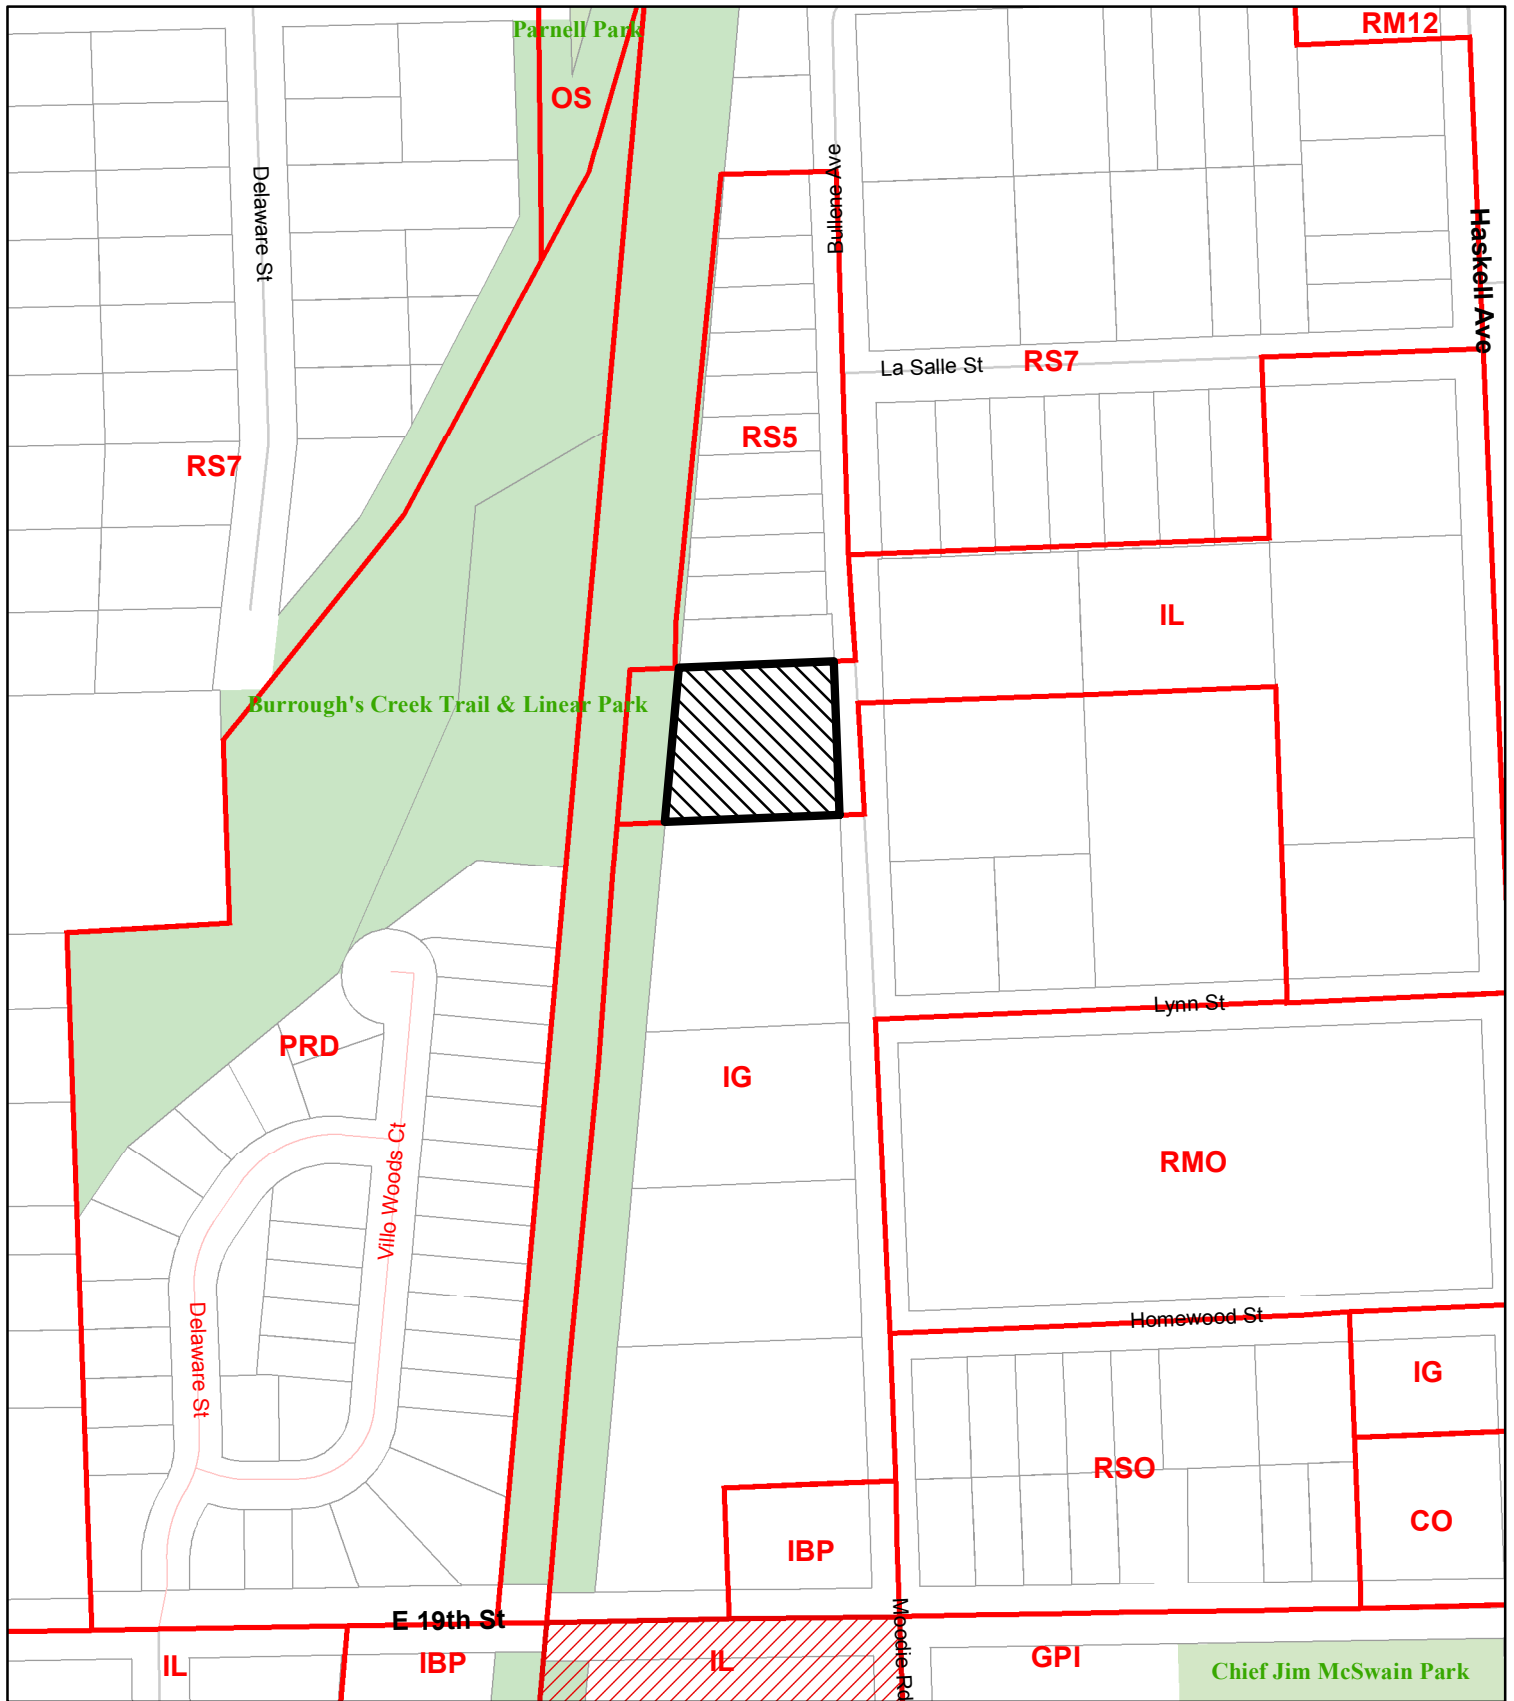 RM12
Parnell Park
OS
Delaware St
Bullene Ave
Haskell Ave
La Salle St
RS7
RS5
RS7
IL
Burrough's Creek Trail & Linear Park
Lynn St
PRD
IG
Villo Woods Ct
RMO
Homewood St
Delaware St
IG
RSO
CO
IBP
E 19th St
Moodie Rd
IL
IBP
IL
GPI
Chief Jim McSwain Park